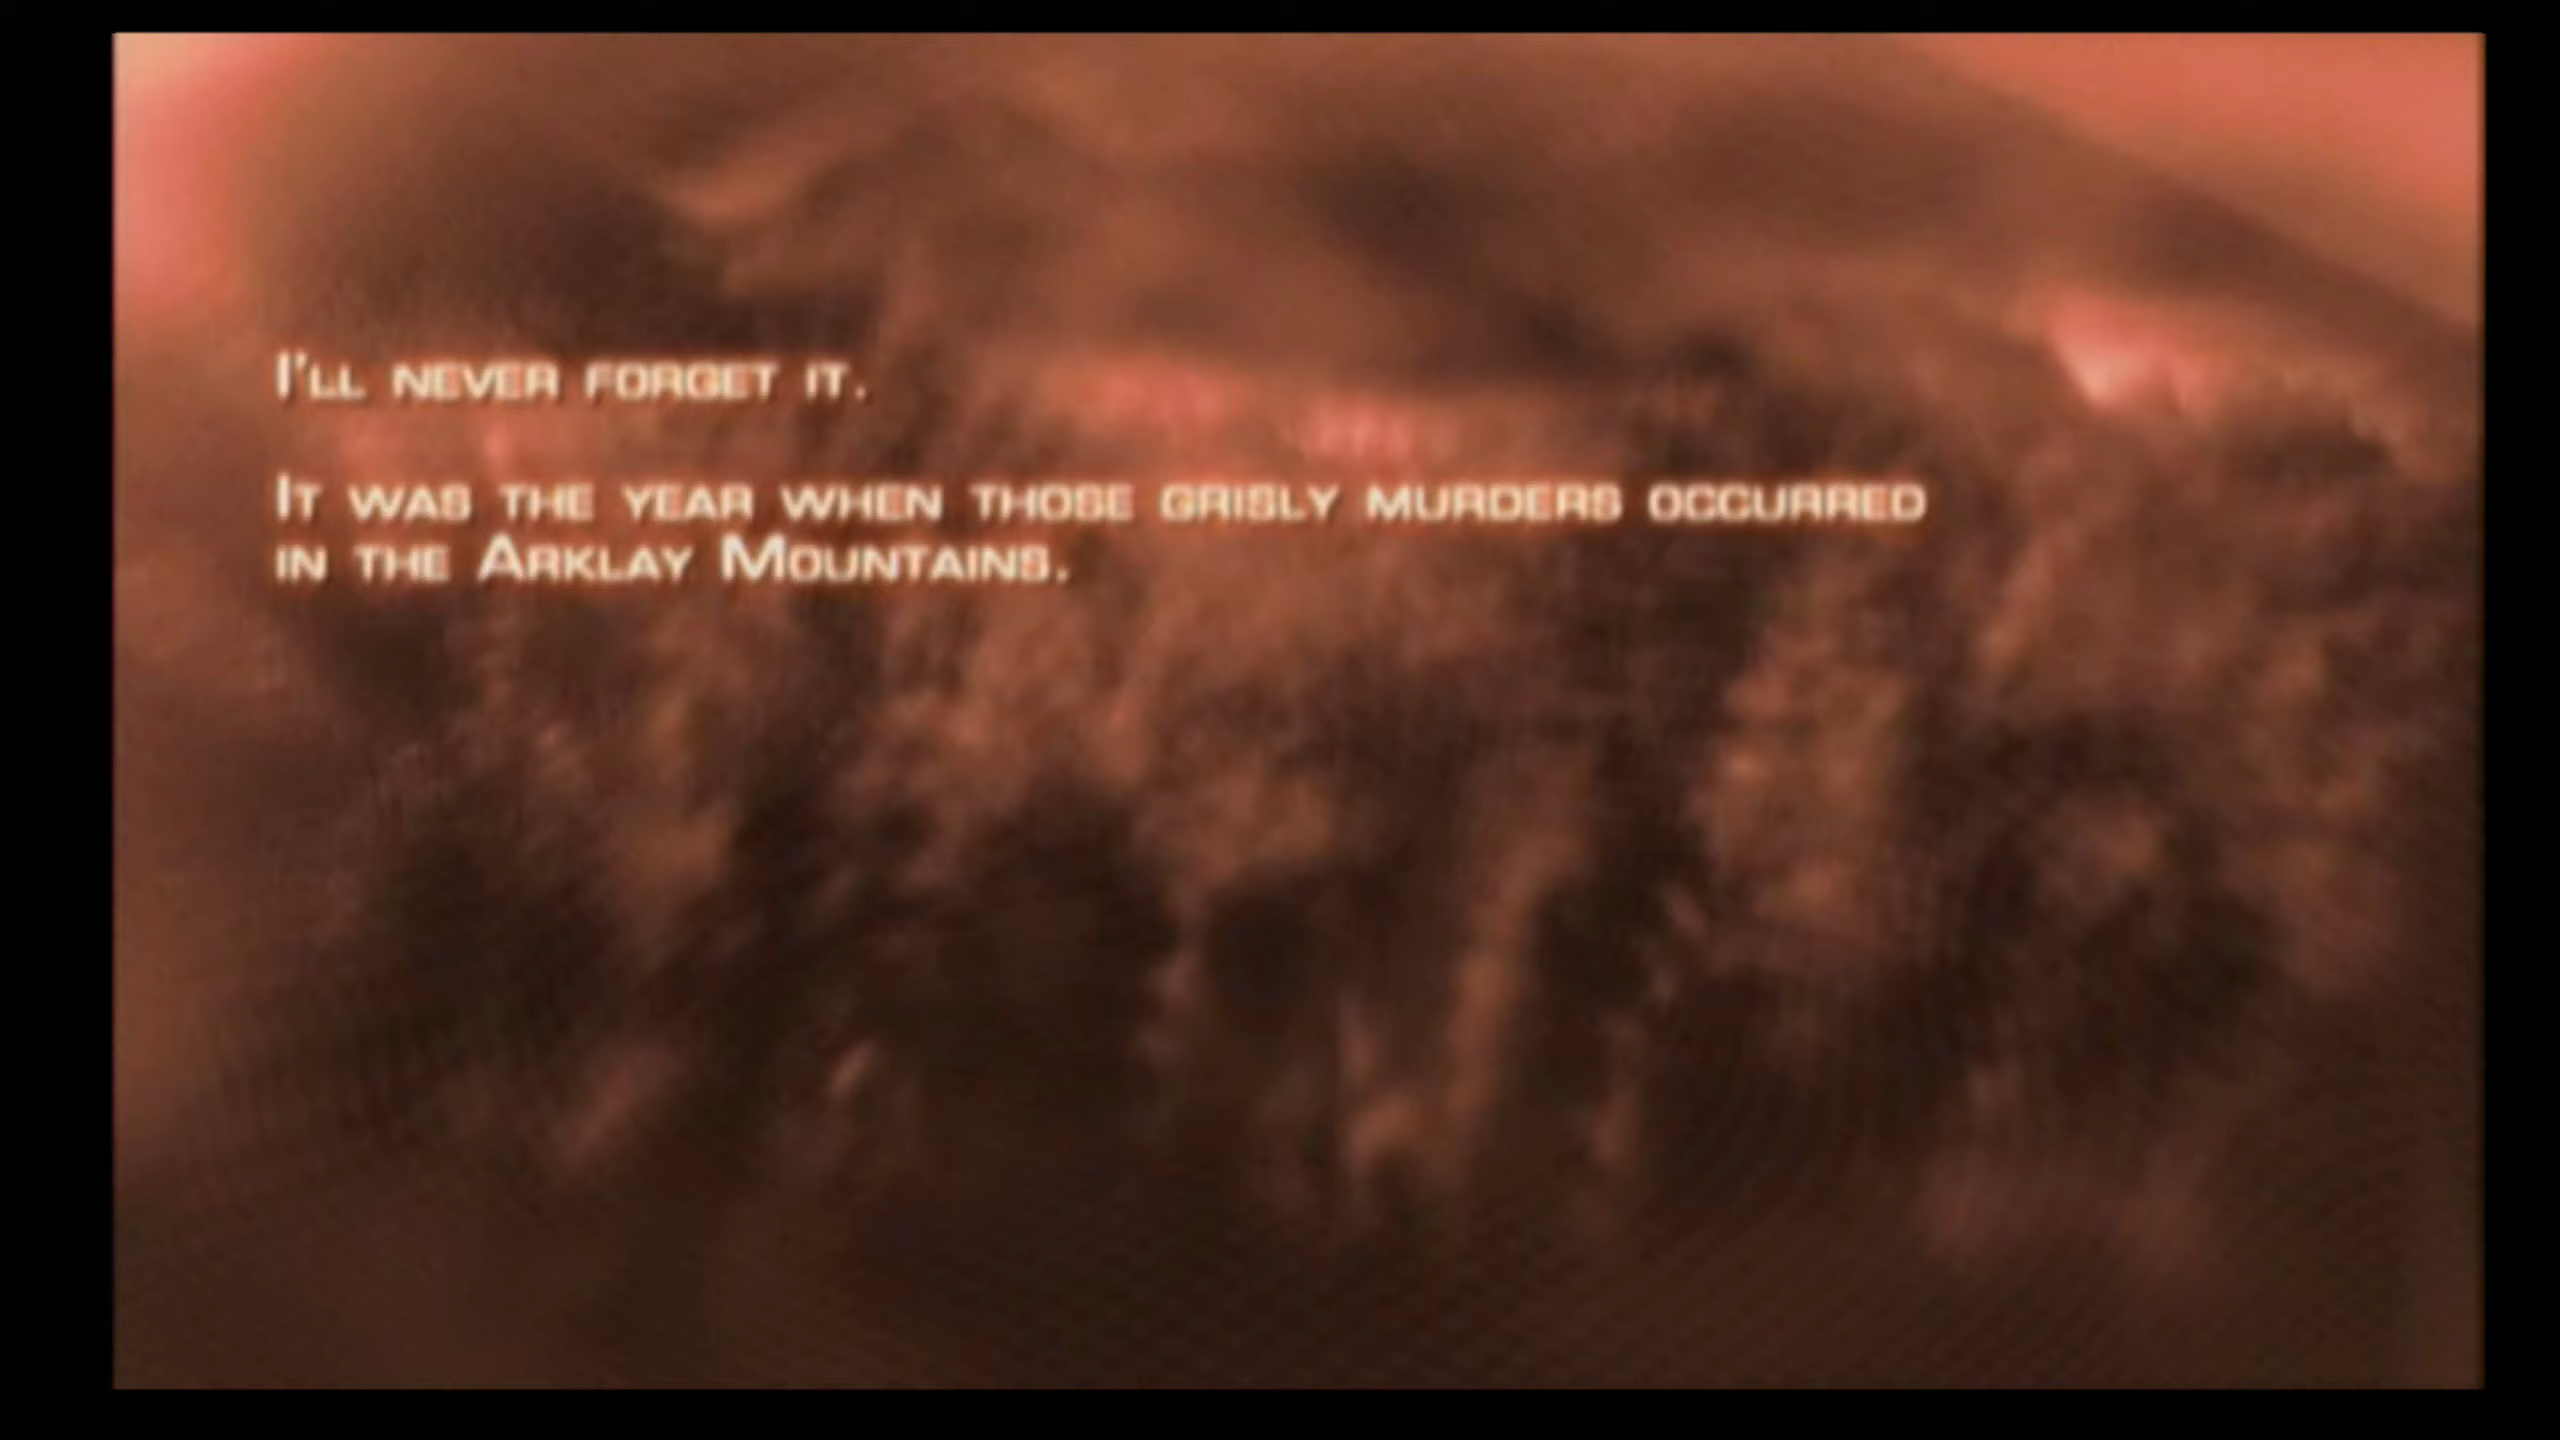 I'll never forget it.
It was the year when those grisly murders occurred
in the Arklay Mountains.